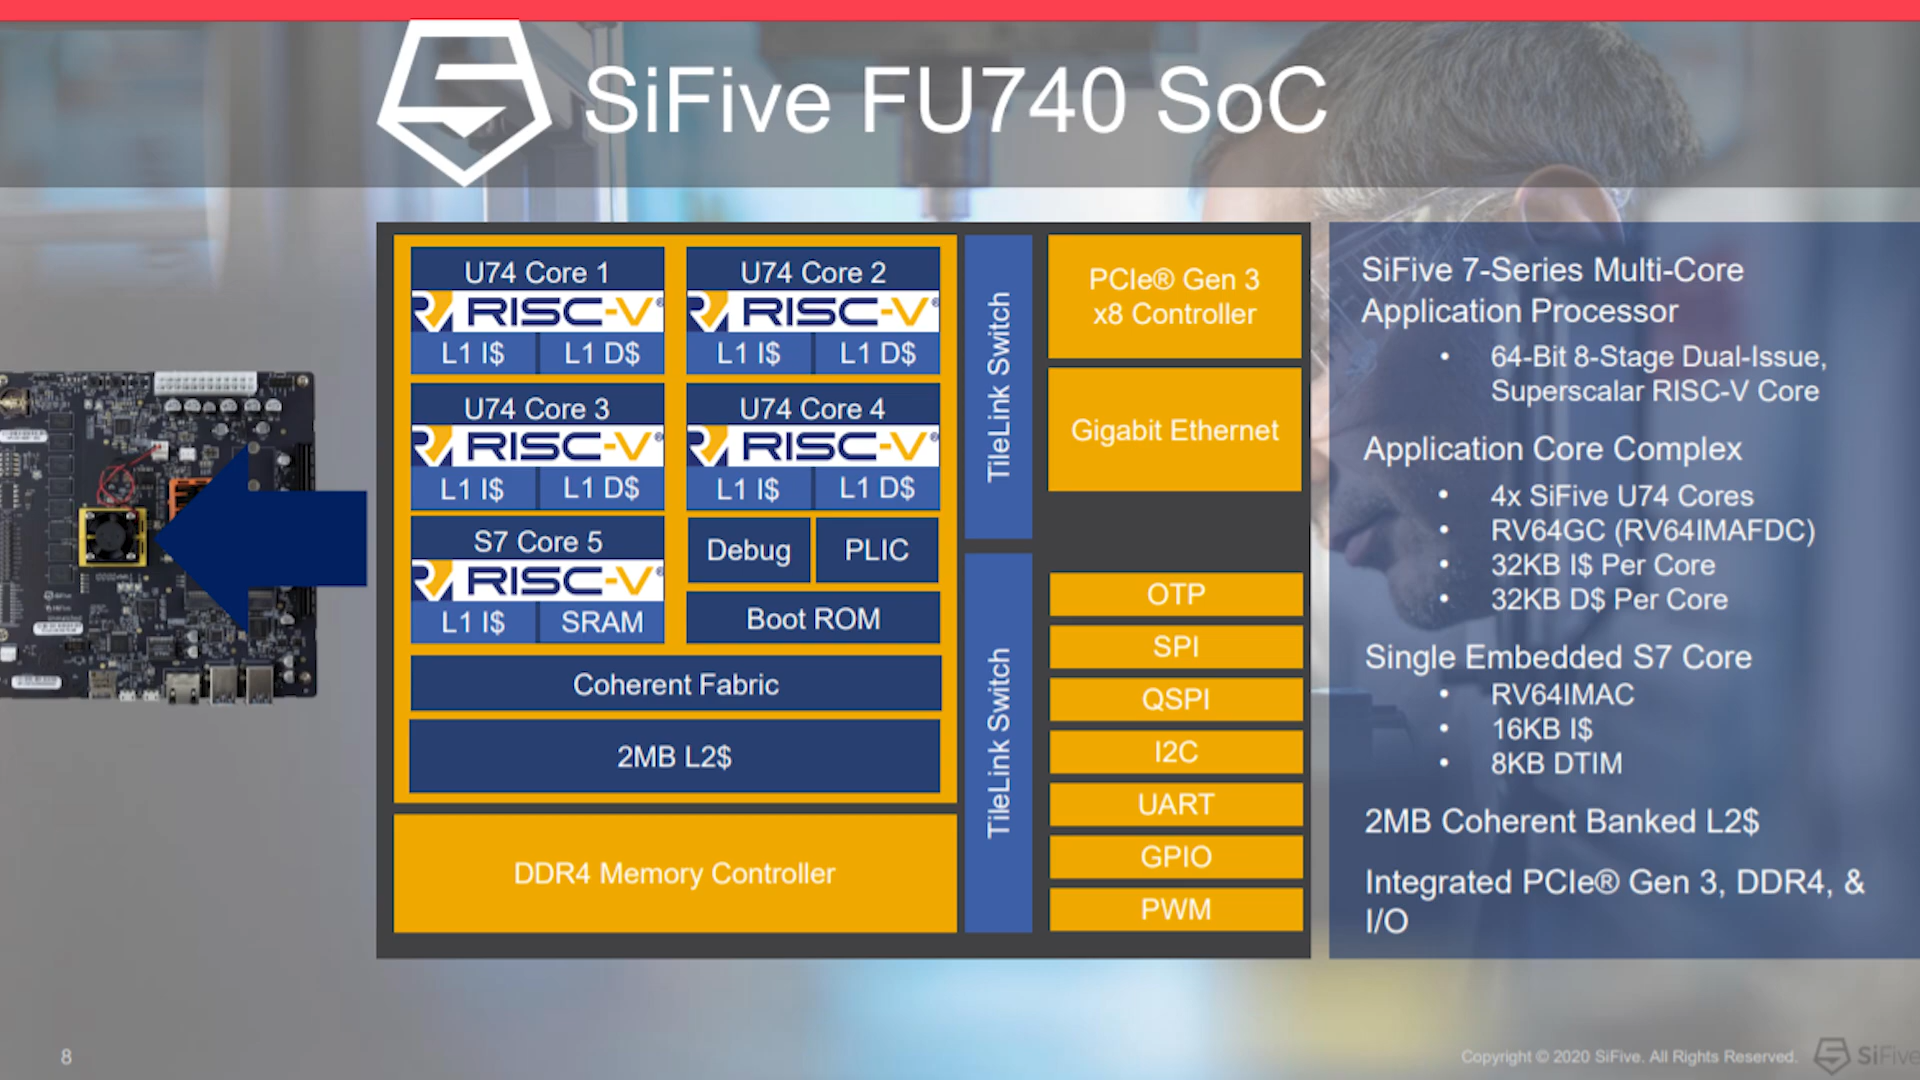 SiFive FU740 SoC
U74 Core 1
RISC-V®
L1 I$ L1 D$
U74 Core 2
RISC-V®
L1 I$ L1 D$
U74 Core 3
RISC-V®
L1 I$ L1 D$
U74 Core 4
RISC-V®
L1 I$ L1 D$
S7 Core 5
RISC-V®
L1 I$ SRAM
Debug PLIC
Boot ROM
Coherent Fabric
2MB L2$
DDR4 Memory Controller
TileLink Switch
TileLink Switch
PCIe® Gen 3
x8 Controller
Gigabit Ethernet
OTP
SPI
QSPI
I2C
UART
GPIO
PWM
SiFive 7-Series Multi-Core
Application Processor
• 64-Bit 8-Stage Dual-Issue,
Superscalar RISC-V Core
Application Core Complex
• 4x SiFive U74 Cores
• RV64GC (RV64IMAFDC)
• 32KB I$ Per Core
• 32KB D$ Per Core
Single Embedded S7 Core
• RV64IMAC
• 16KB I$
• 8KB DTIM
2MB Coherent Banked L2$
Integrated PCIe® Gen 3, DDR4, &
I/O
8
Copyright © 2020 SiFive. All Rights Reserved.
SiFive